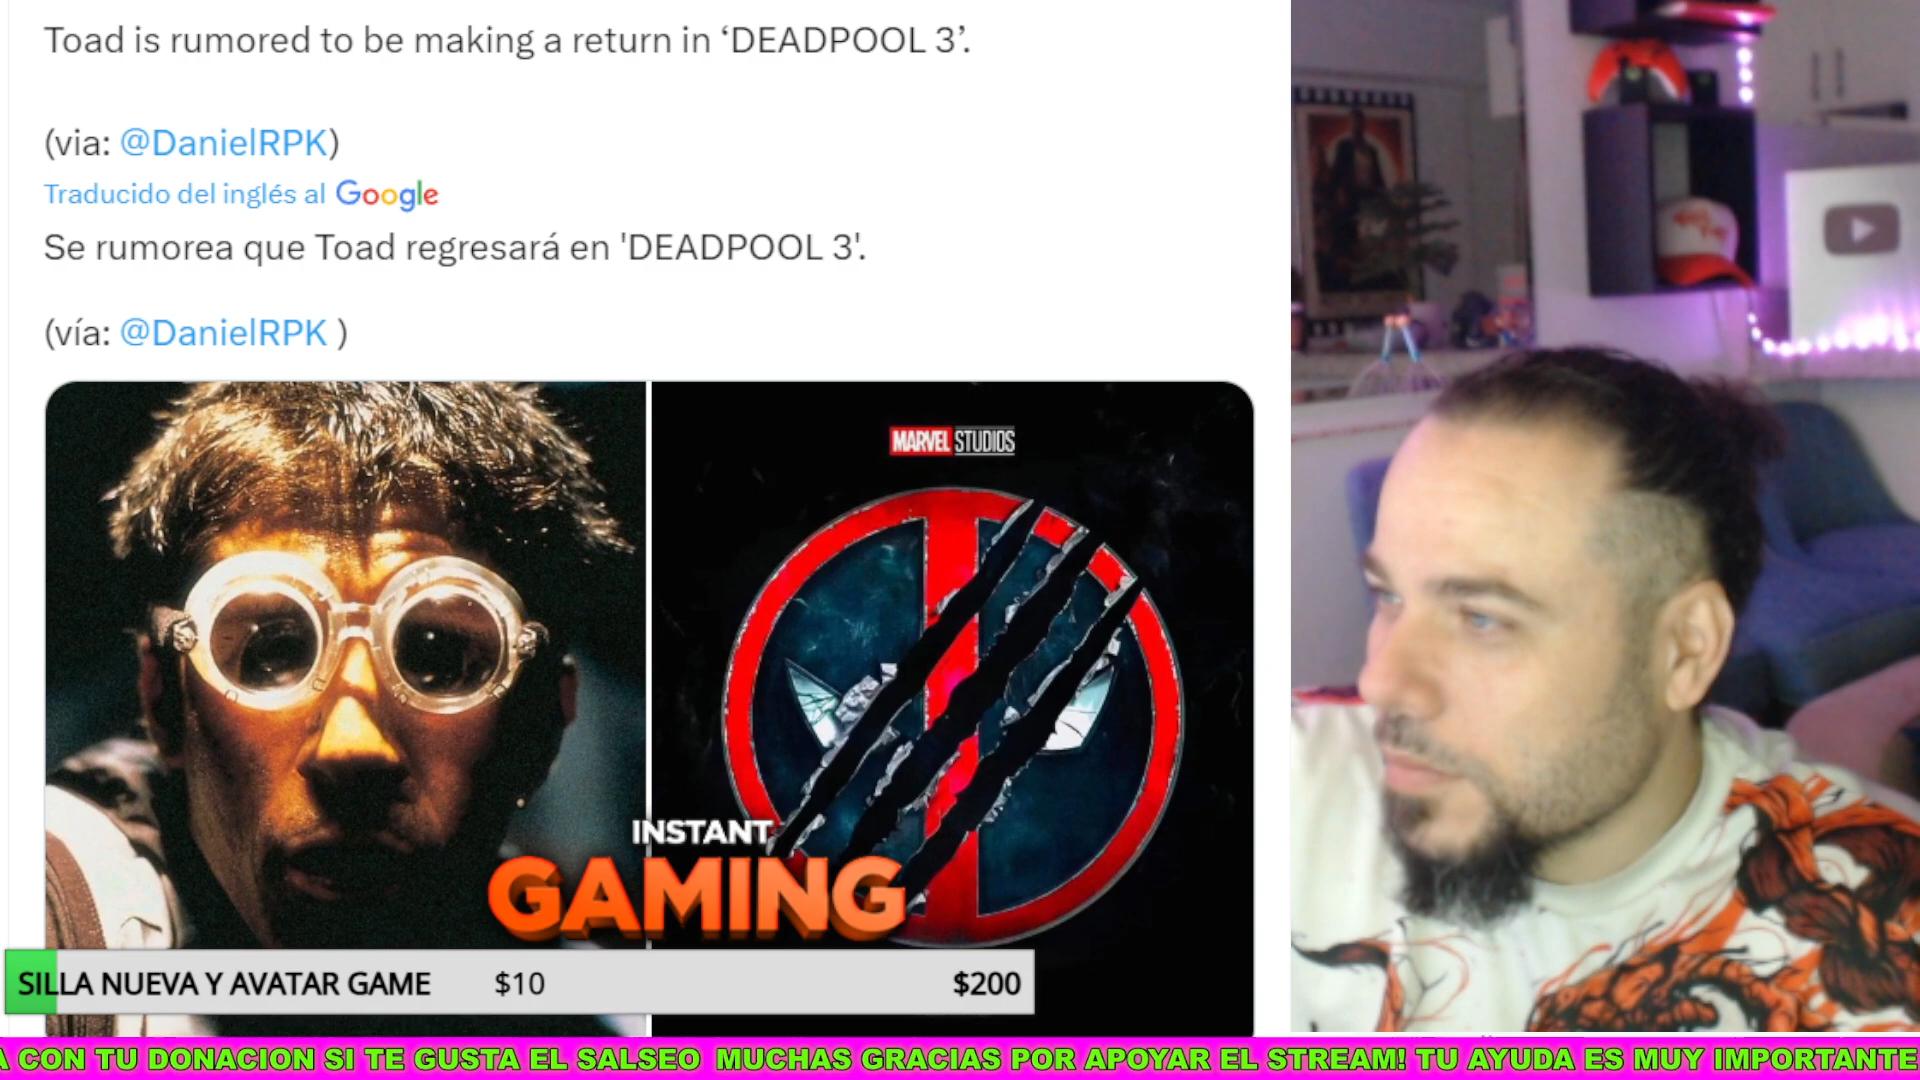 Toad is rumored to be making a return in ‘DEADPOOL 3’.
(via: @DanielRPK)
Traducido del inglés al Google
Se rumorea que Toad regresará en 'DEADPOOL 3'.
(vía: @DanielRPK )
MARVEL STUDIOS
INSTANT
GAMING
SILLA NUEVA Y AVATAR GAME $10 $200
A CON TU DONACION SI TE GUSTA EL SALSEO MUCHAS GRACIAS POR APOYAR EL STREAM! TU AYUDA ES MUY IMPORTANTE